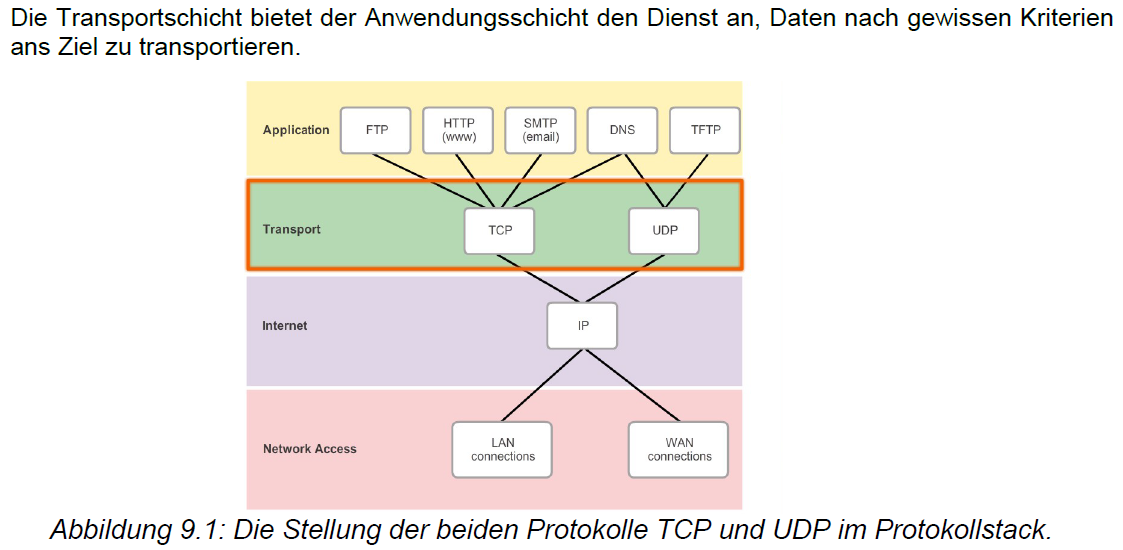 Die Transportschicht bietet der Anwendungsschicht den Dienst an, Daten nach gewissen Kriterien
ans Ziel zu transportieren.
Application
FTP
HTTP
(www)
SMTP
(email)
DNS
TFTP
Transport
TCP
UDP
Internet
IP
Network Access
LAN
connections
WAN
connections
Abbildung 9.1: Die Stellung der beiden Protokolle TCP und UDP im Protokollstack.